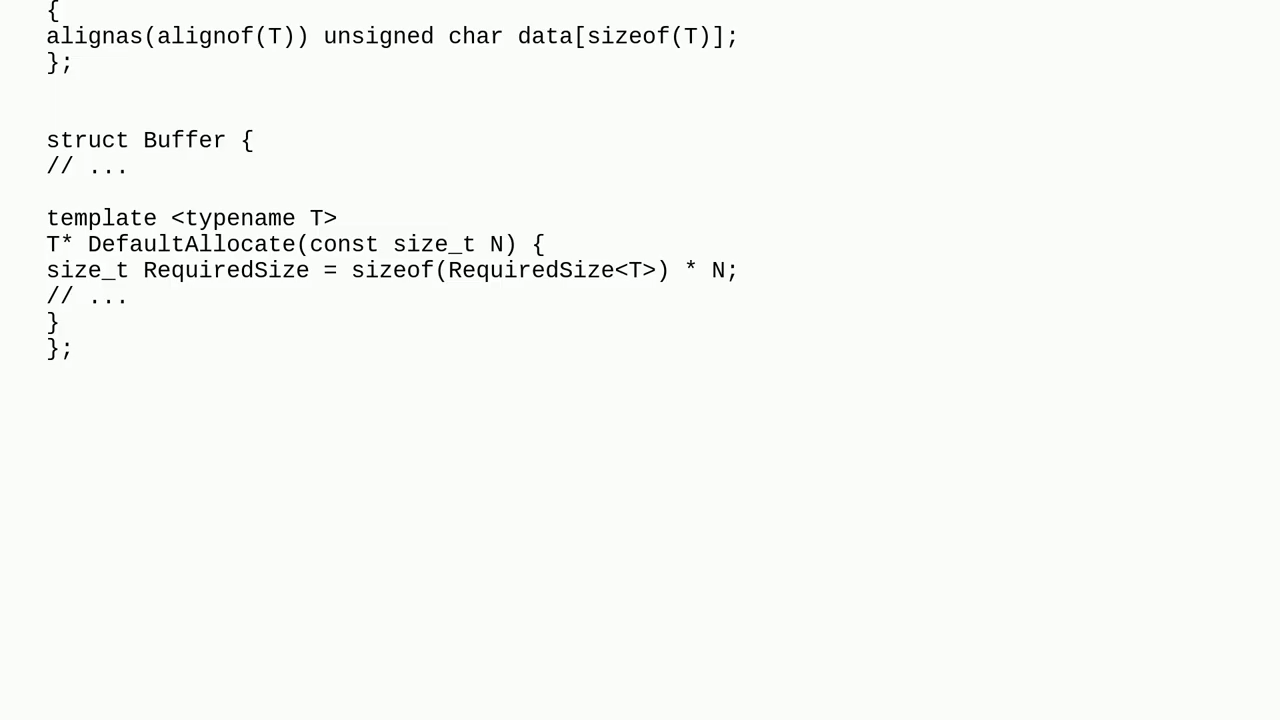 {
alignas(alignof(T)) unsigned char data[sizeof(T)];
};
struct Buffer {
// ...
template <typename T>
T* DefaultAllocate(const size_t N) {
size_t RequiredSize = sizeof(RequiredSize<T>) * N;
// ...
}
};